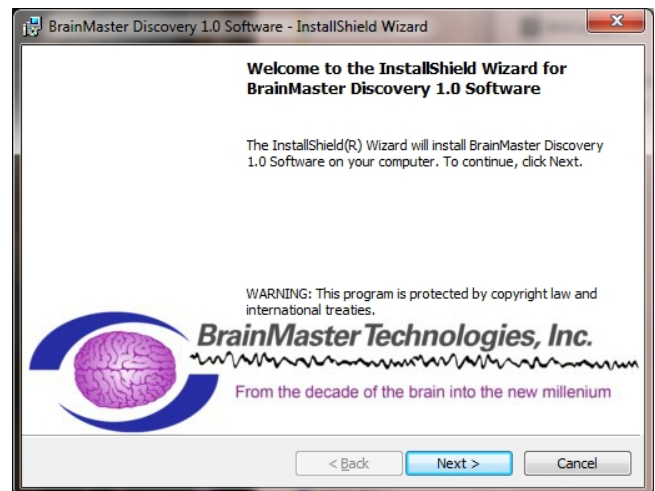 BrainMaster Discovery 1.0 Software - InstallShield Wizard
Welcome to the InstallShield Wizard for
BrainMaster Discovery 1.0 Software
The InstallShield(R) Wizard will install BrainMaster Discovery
1.0 Software on your computer. To continue, click Next.
WARNING: This program is protected by copyright law and
international treaties.
BrainMaster Technologies, Inc.
From the decade of the brain into the new millenium
< Back
Next >
Cancel